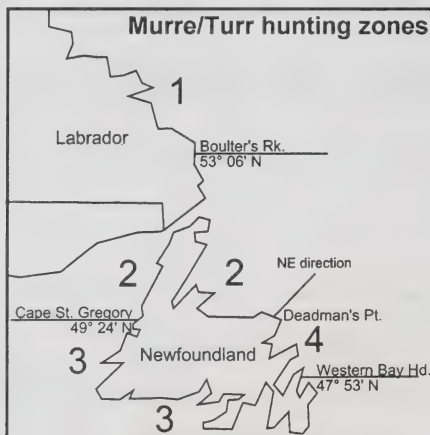 Murre/Turr hunting zones
1
Labrador
Boulter's Rk.
53° 06' N
2
2
NE direction
Cape St. Gregory
49° 24' N
Deadman's Pt.
4
3
Newfoundland
Western Bay Hd.
47° 53' N
3